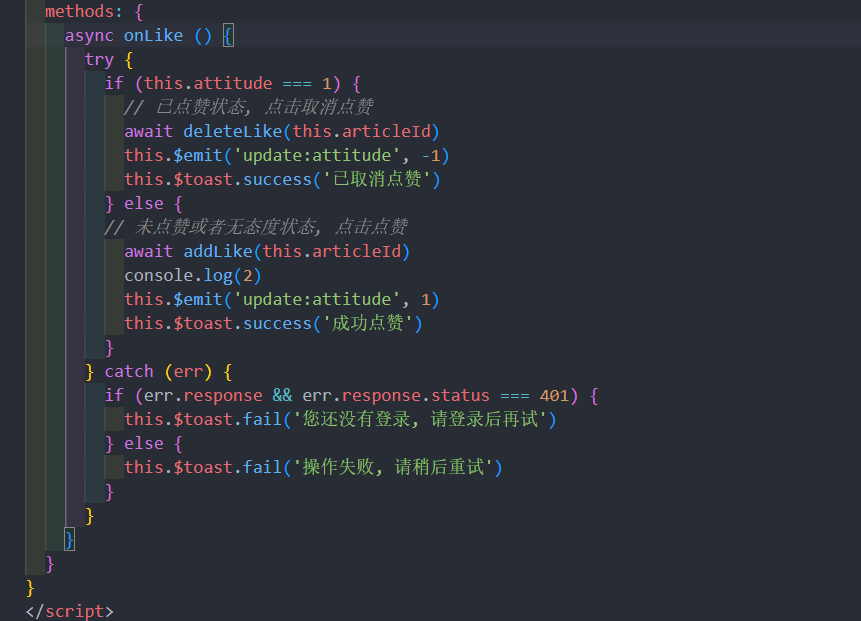 methods: {
async onLike () {
try {
if (this.attitude === 1) {
// 已点赞状态, 点击取消点赞
await deleteLike(this.articleId)
this.$emit('update:attitude', -1)
this.$toast.success('已取消点赞')
} else {
// 未点赞或者无态度状态, 点击点赞
await addLike(this.articleId)
console.log(2)
this.$emit('update:attitude', 1)
this.$toast.success('成功点赞')
}
} catch (err) {
if (err.response && err.response.status === 401) {
this.$toast.fail('您还没有登录, 请登录后再试')
} else {
this.$toast.fail('操作失败, 请稍后重试')
}
}
}
}
}
</script>